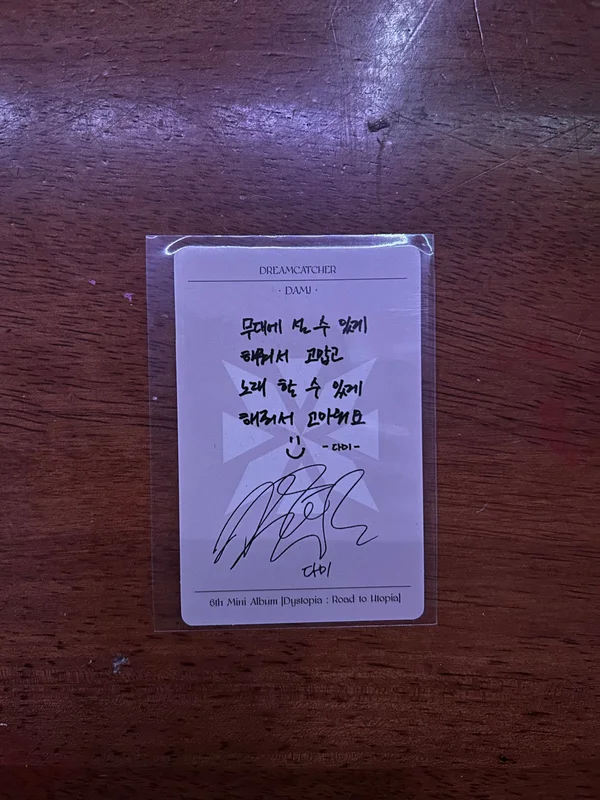 DREAMCATCHER
· DAMI ·
무대에 설 수 있게
해줘서 고맙고
노래 할 수 있게
해줘서 고마워요
-다미-
다미
6th Mini Album [Dystopia : Road to Utopia]